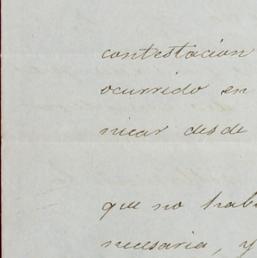 contestacion
ocurrido en
nicar desde
que no hab
necesaria, y